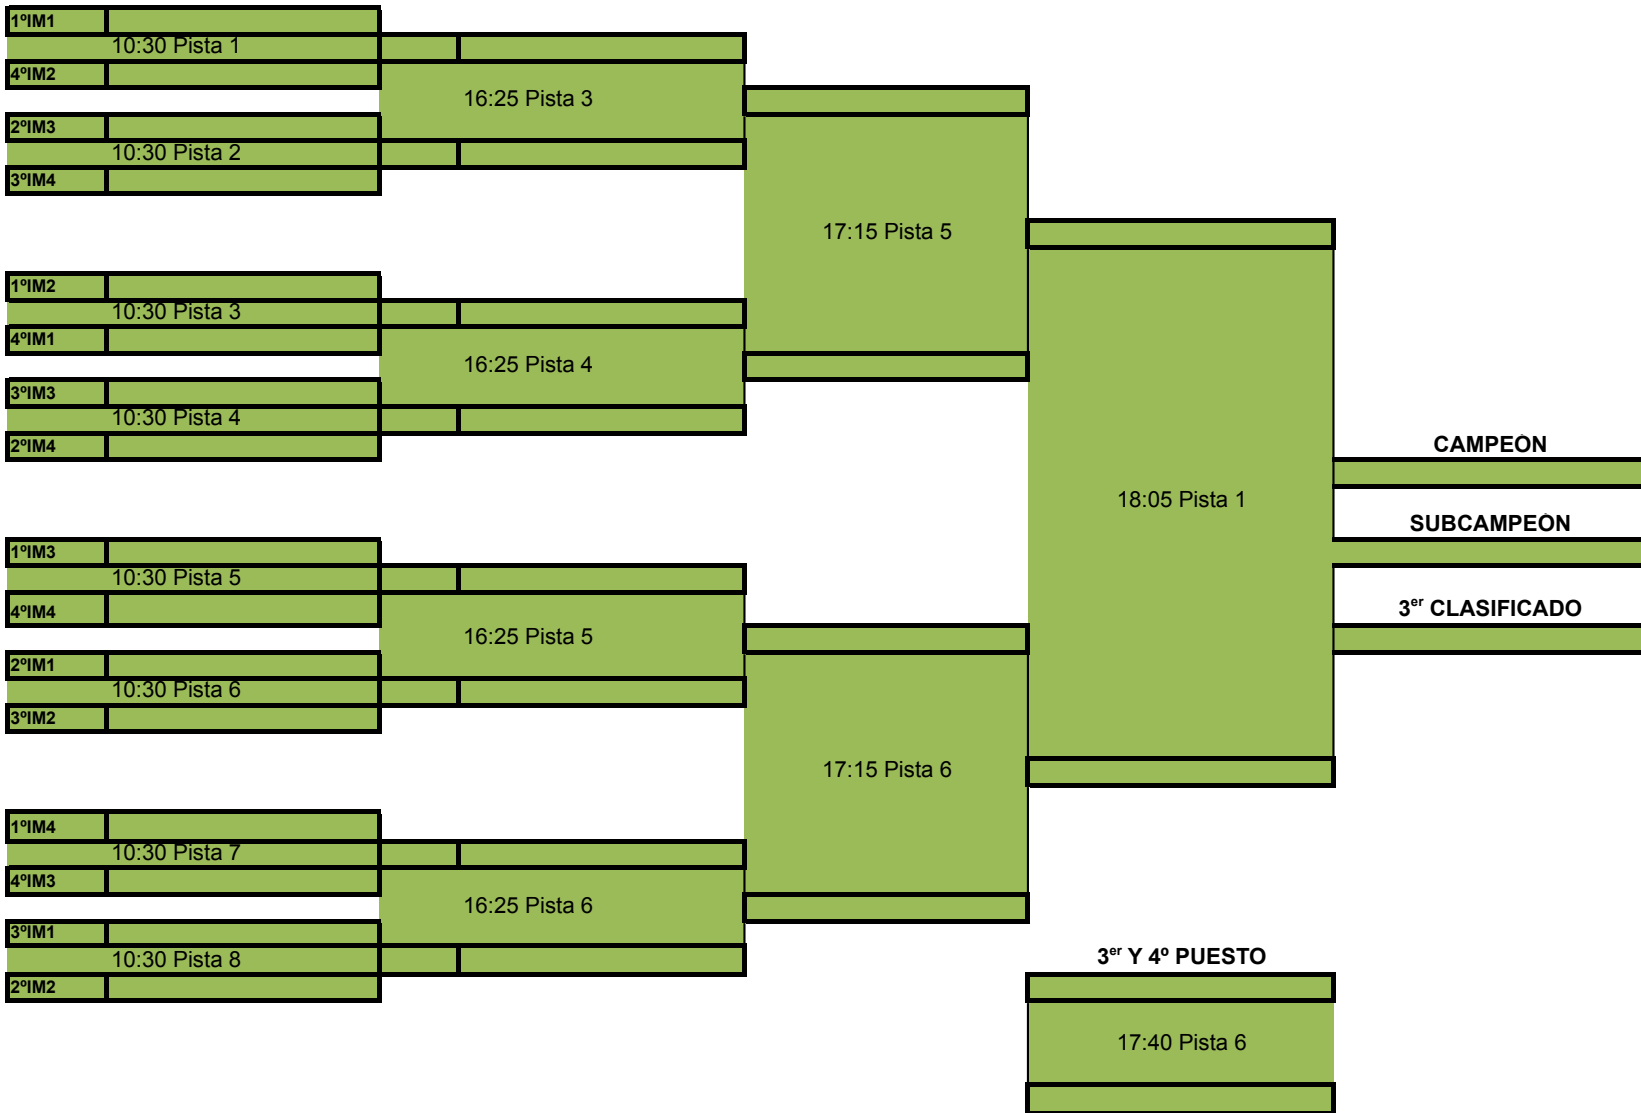 1ºIM1
10:30 Pista 1
4ºIM2
16:25 Pista 3
2ºIM3
10:30 Pista 2
3ºIM4
17:15 Pista 5
1ºIM2
10:30 Pista 3
4ºIM1
16:25 Pista 4
3ºIM3
10:30 Pista 4
2ºIM4
CAMPEÓN
18:05 Pista 1
SUBCAMPEÓN
1ºIM3
10:30 Pista 5
4ºIM4
3er CLASIFICADO
16:25 Pista 5
2ºIM1
10:30 Pista 6
3ºIM2
17:15 Pista 6
1ºIM4
10:30 Pista 7
4ºIM3
16:25 Pista 6
3ºIM1
10:30 Pista 8
2ºIM2
3er Y 4º PUESTO
17:40 Pista 6